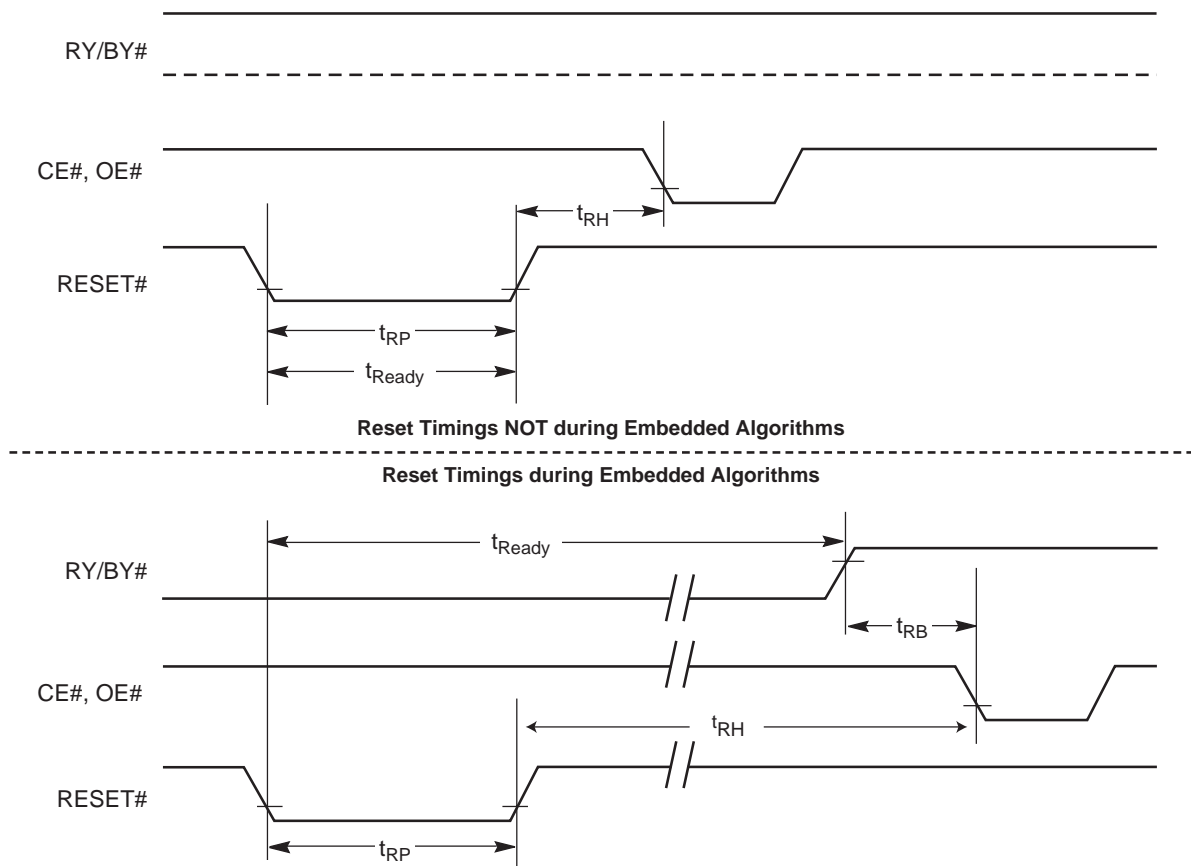 RY/BY#
CE#, OE#
tRH
RESET#
tRP
tReady
Reset Timings NOT during Embedded Algorithms
Reset Timings during Embedded Algorithms
tReady
RY/BY#
tRB
CE#, OE#
tRH
RESET#
tRP